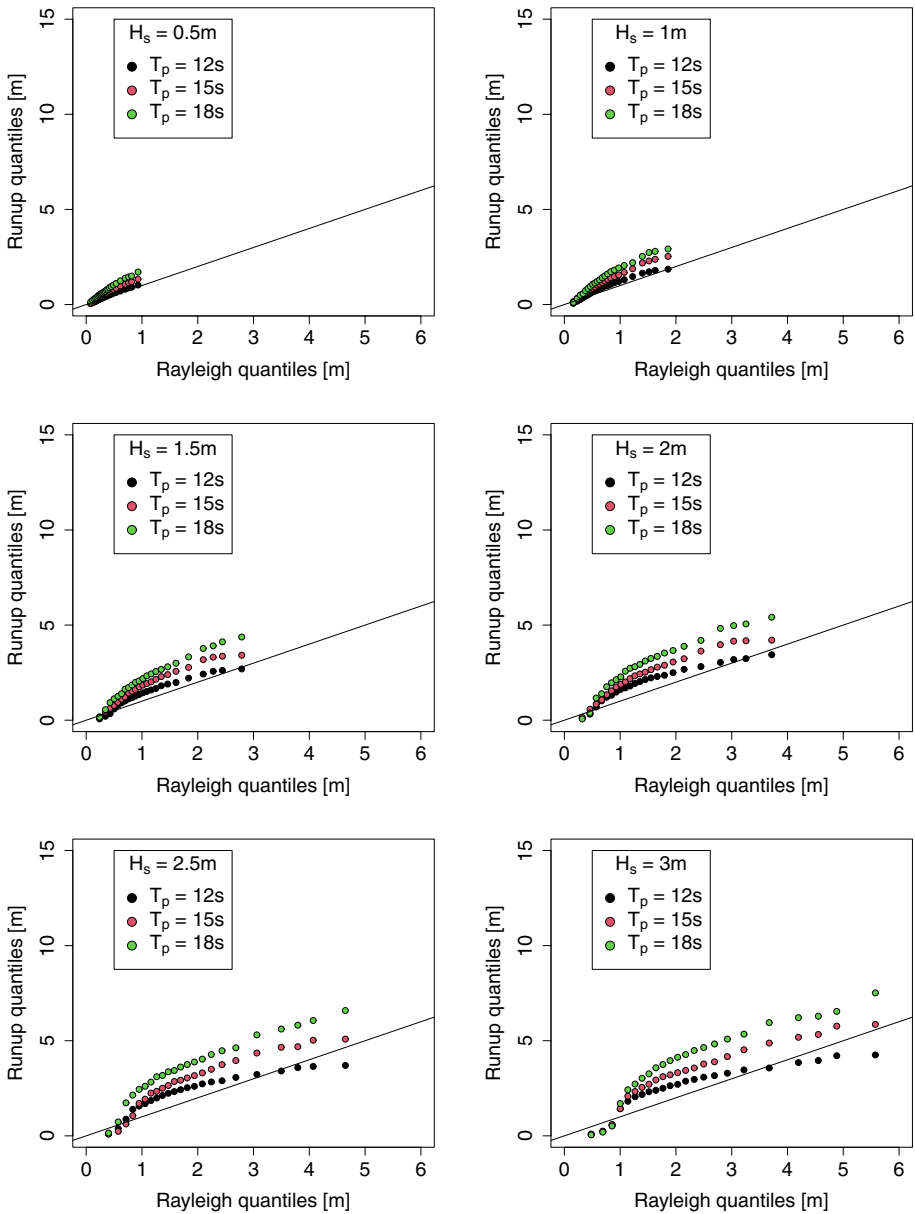 H_s = 0.5m
T_p = 12s
T_p = 15s
T_p = 18s
Runup quantiles [m]
0
5
10
15
0 1 2 3 4 5 6
Rayleigh quantiles [m]
H_s = 1m
T_p = 12s
T_p = 15s
T_p = 18s
Runup quantiles [m]
0
5
10
15
0 1 2 3 4 5 6
Rayleigh quantiles [m]
H_s = 1.5m
T_p = 12s
T_p = 15s
T_p = 18s
Runup quantiles [m]
0
5
10
15
0 1 2 3 4 5 6
Rayleigh quantiles [m]
H_s = 2m
T_p = 12s
T_p = 15s
T_p = 18s
Runup quantiles [m]
0
5
10
15
0 1 2 3 4 5 6
Rayleigh quantiles [m]
H_s = 2.5m
T_p = 12s
T_p = 15s
T_p = 18s
Runup quantiles [m]
0
5
10
15
0 1 2 3 4 5 6
Rayleigh quantiles [m]
H_s = 3m
T_p = 12s
T_p = 15s
T_p = 18s
Runup quantiles [m]
0
5
10
15
0 1 2 3 4 5 6
Rayleigh quantiles [m]